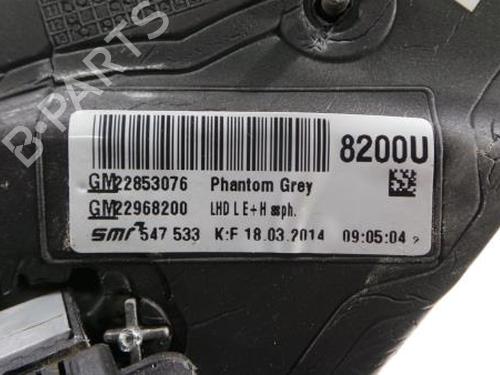 8200U
GM22853076 Phantom Grey
GM22968200 LHD L E+H asph.
smr 547 533 K:F 18.03.2014 09:05:04
B-PARTS